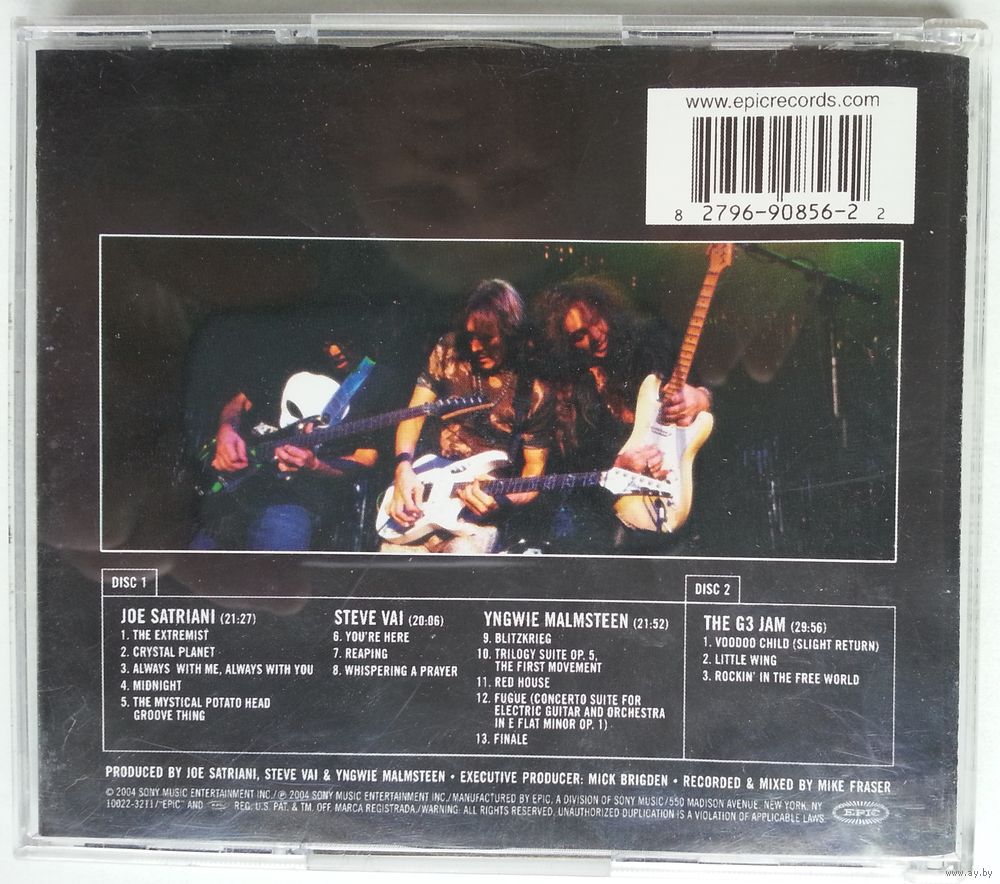 www.epicrecords.com
8 2796-90856-2 2
DISC 1
JOE SATRIANI (21:27)
1. THE EXTREMIST
2. CRYSTAL PLANET
3. ALWAYS WITH ME, ALWAYS WITH YOU
4. MIDNIGHT
5. THE MYSTICAL POTATO HEAD
GROOVE THING
STEVE VAI (20:06)
6. YOU'RE HERE
7. REAPING
8. WHISPERING A PRAYER
YNGWIE MALMSTEEN (21:52)
9. BLITZKRIEG
10. TRILOGY SUITE OP. 5,
THE FIRST MOVEMENT
11. RED HOUSE
12. FUGUE (CONCERTO SUITE FOR
ELECTRIC GUITAR AND ORCHESTRA
IN E FLAT MINOR OP. 1)
13. FINALE
DISC 2
THE G3 JAM (29:56)
1. VOODOO CHILD (SLIGHT RETURN)
2. LITTLE WING
3. ROCKIN' IN THE FREE WORLD
PRODUCED BY JOE SATRIANI, STEVE VAI & YNGWIE MALMSTEEN • EXECUTIVE PRODUCER: MICK BRIGDEN • RECORDED & MIXED BY MIKE FRASER
© 2004 SONY MUSIC ENTERTAINMENT INC./℗ 2004 SONY MUSIC ENTERTAINMENT INC./MANUFACTURED BY EPIC, A DIVISION OF SONY MUSIC/550 MADISON AVENUE, NEW YORK, NY
10022-3211/"EPIC" AND REG. U.S. PAT. & TM. OFF. MARCA REGISTRADA./WARNING: ALL RIGHTS RESERVED. UNAUTHORIZED DUPLICATION IS A VIOLATION OF APPLICABLE LAWS.
EPIC
www.ay.by